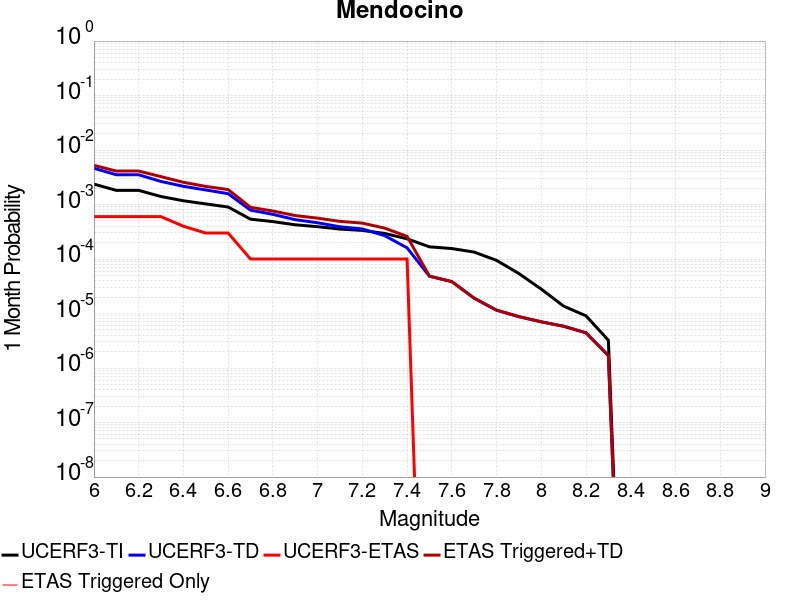 Mendocino
10^0
10^-1
10^-2
10^-3
10^-4
10^-5
10^-6
10^-7
10^-8
1 Month Probability
6 6.2 6.4 6.6 6.8 7 7.2 7.4 7.6 7.8 8 8.2 8.4 8.6 8.8 9
Magnitude
UCERF3-TI UCERF3-TD UCERF3-ETAS ETAS Triggered+TD
ETAS Triggered Only